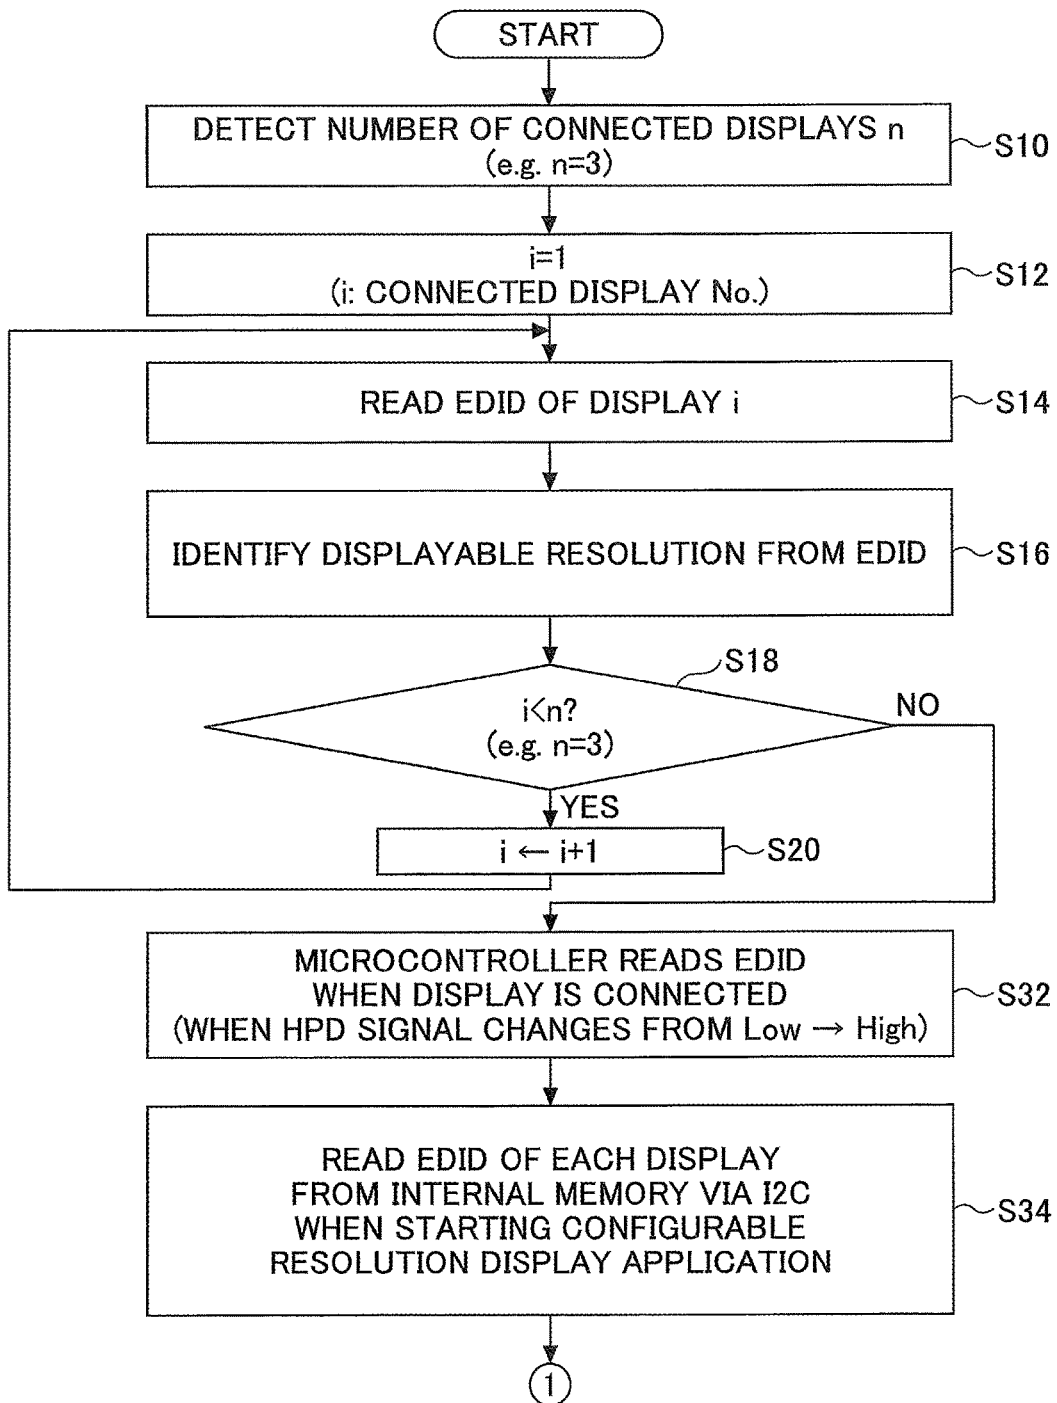 START
DETECT NUMBER OF CONNECTED DISPLAYS n
(e.g. n=3)
S10
i=1
(i: CONNECTED DISPLAY No.)
S12
READ EDID OF DISPLAY i
S14
IDENTIFY DISPLAYABLE RESOLUTION FROM EDID
S16
S18
i<n?
(e.g. n=3)
NO
YES
i ← i+1
S20
MICROCONTROLLER READS EDID
WHEN DISPLAY IS CONNECTED
(WHEN HPD SIGNAL CHANGES FROM Low → High)
S32
READ EDID OF EACH DISPLAY
FROM INTERNAL MEMORY VIA I2C
WHEN STARTING CONFIGURABLE
RESOLUTION DISPLAY APPLICATION
S34
1